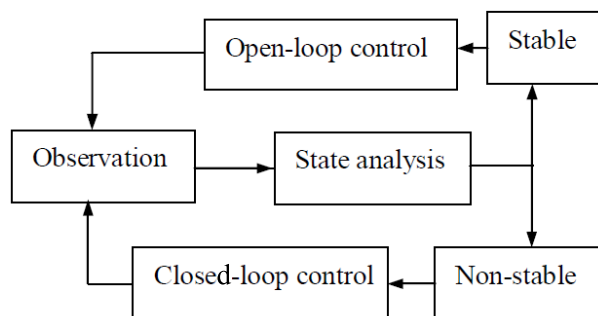 Open-loop control
Stable
Observation
State analysis
Closed-loop control
Non-stable